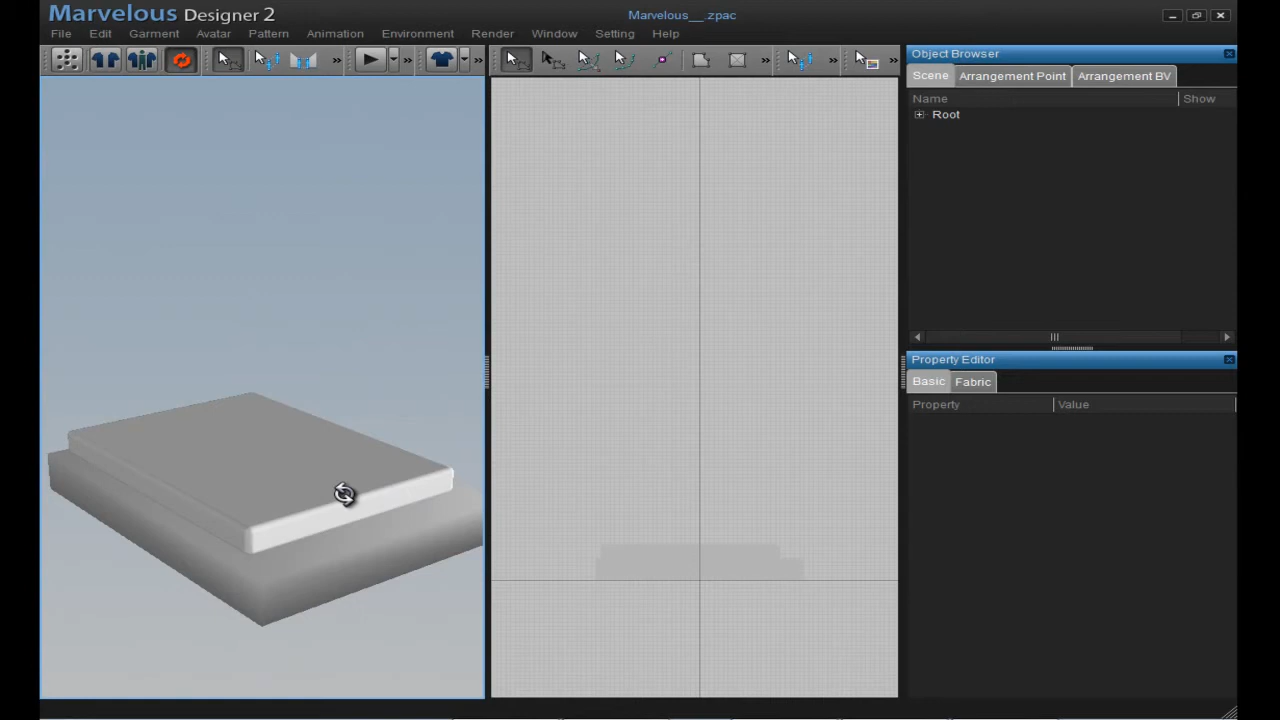 Marvelous Designer 2
Marvelous__.zpac
File Edit Garment Avatar Pattern Animation Environment Render Window Setting Help
Object Browser
Scene Arrangement Point Arrangement BV
Name Show
Root
Property Editor
Basic Fabric
Property Value